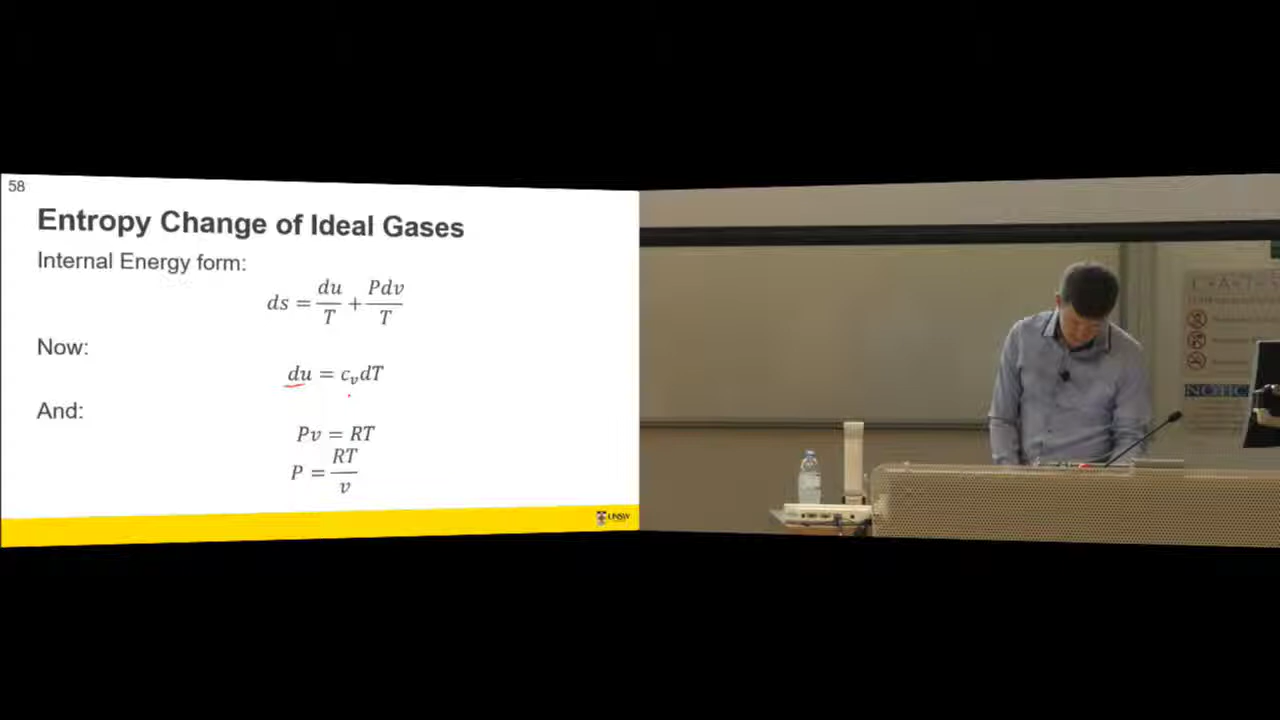 58
Entropy Change of Ideal Gases
Internal Energy form:
ds = du/T + Pdv/T
Now:
du = c_v dT
And:
Pv = RT
P = RT/v
UNSW
NOTIC